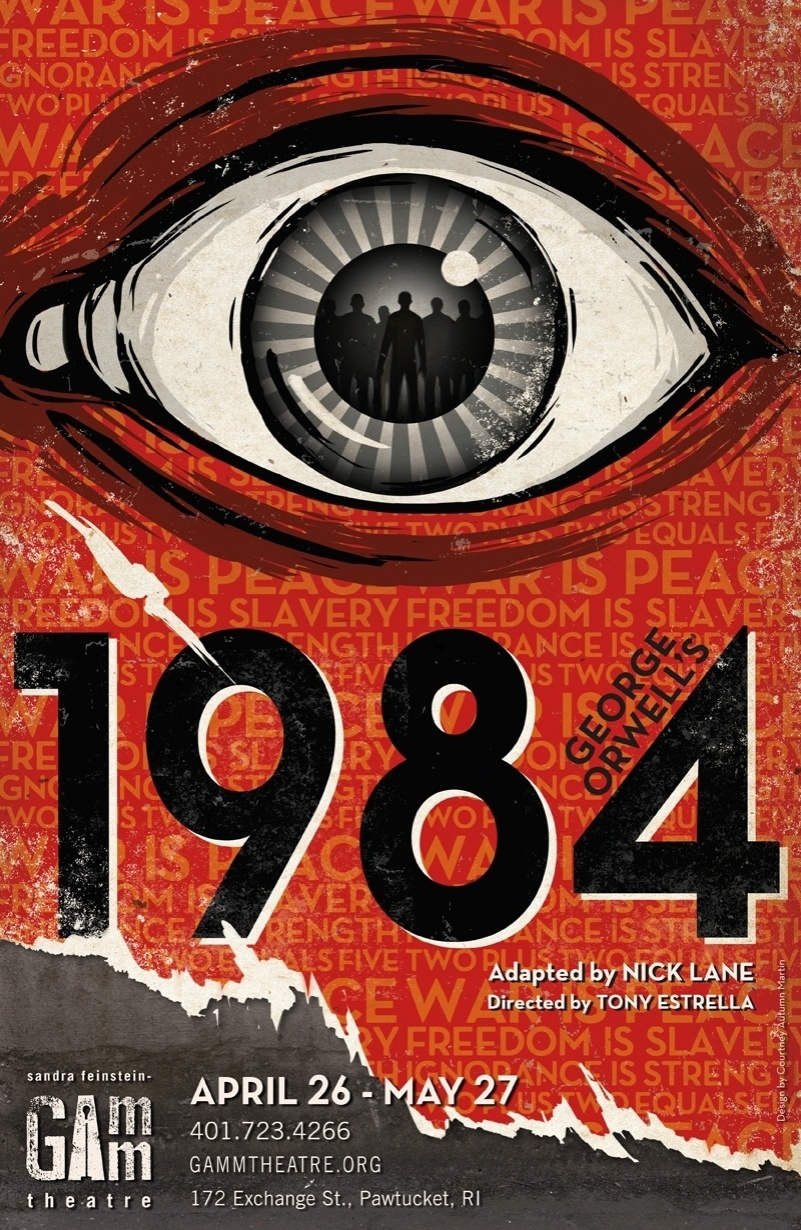 WAR IS PEACE WAR IS PEACE
FREEDOM IS SLAVERY
IS STRENGTH
TWO PLUS EQUALS
IS PEACE
WAR IS PEACE WAR IS PEACE
FREEDOM IS SLAVERY FREEDOM IS SLAVERY
GEORGE
ORWELL'S
1984
Adapted by NICK LANE
Directed by TONY ESTRELLA
Design by Courtney Autumn Martin
sandra feinstein-
GAmm
theatre
APRIL 26 - MAY 27
401.723.4266
GAMMTHEATRE.ORG
172 Exchange St., Pawtucket, RI